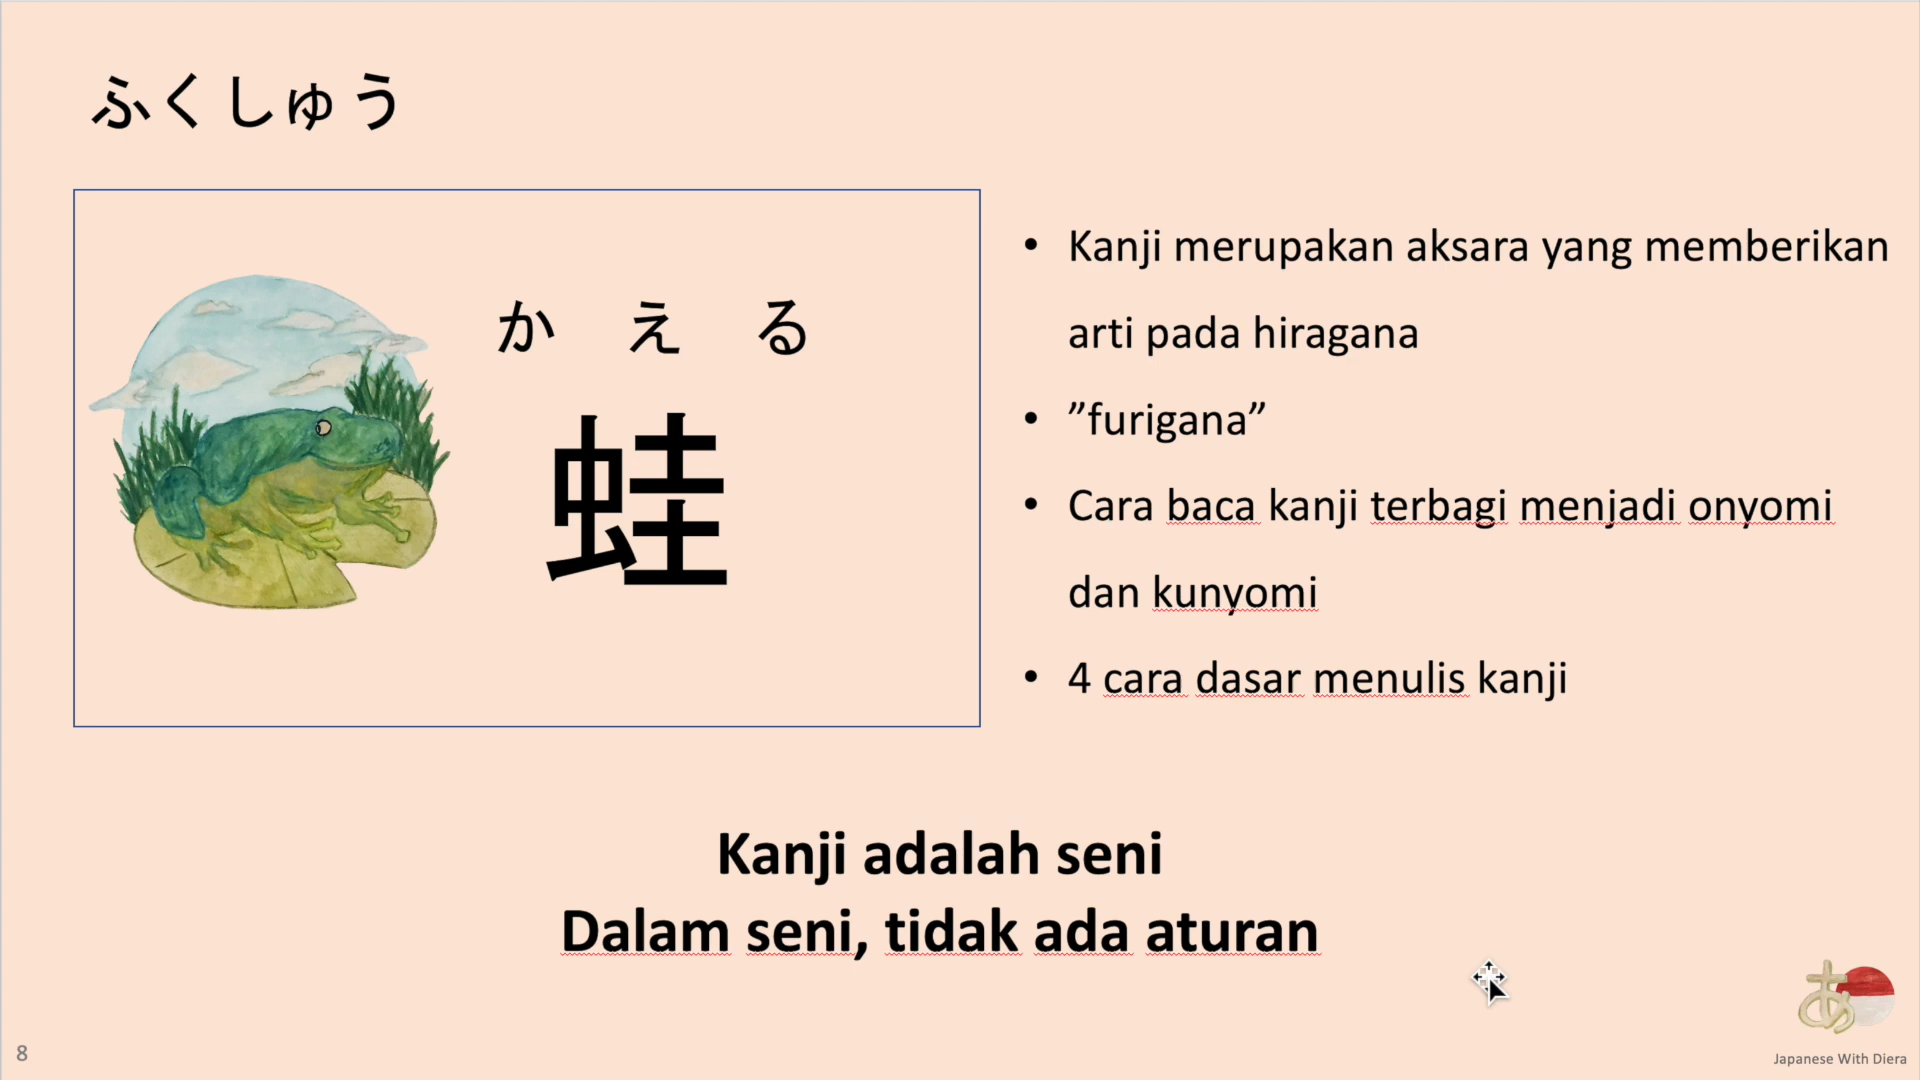 ふくしゅう
かえる
蛙
• Kanji merupakan aksara yang memberikan
arti pada hiragana
• ”furigana”
• Cara baca kanji terbagi menjadi onyomi
dan kunyomi
• 4 cara dasar menulis kanji
Kanji adalah seni
Dalam seni, tidak ada aturan
あ
Japanese With Diera
8